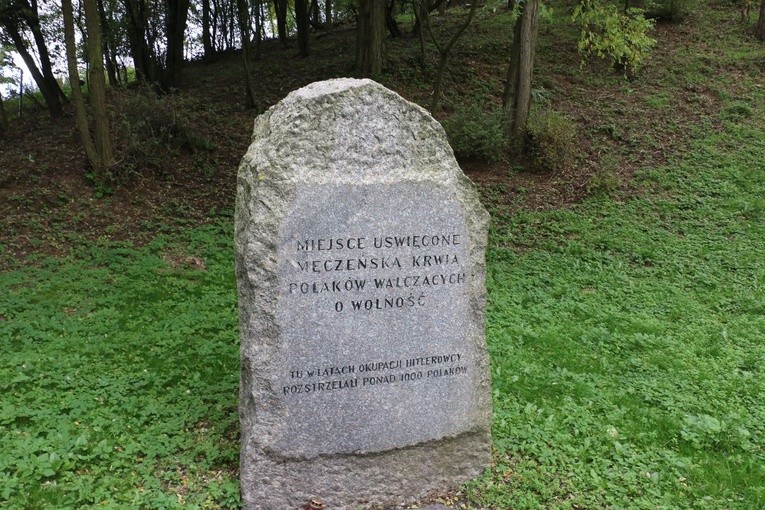 MIEJSCE UŚWIĘCONE
MĘCZEŃSKĄ KRWIĄ
POLAKÓW WALCZĄCYCH
O WOLNOŚĆ
TU W LATACH OKUPACJI HITLEROWCY
ROZSTRZELALI PONAD 1000 POLAKÓW